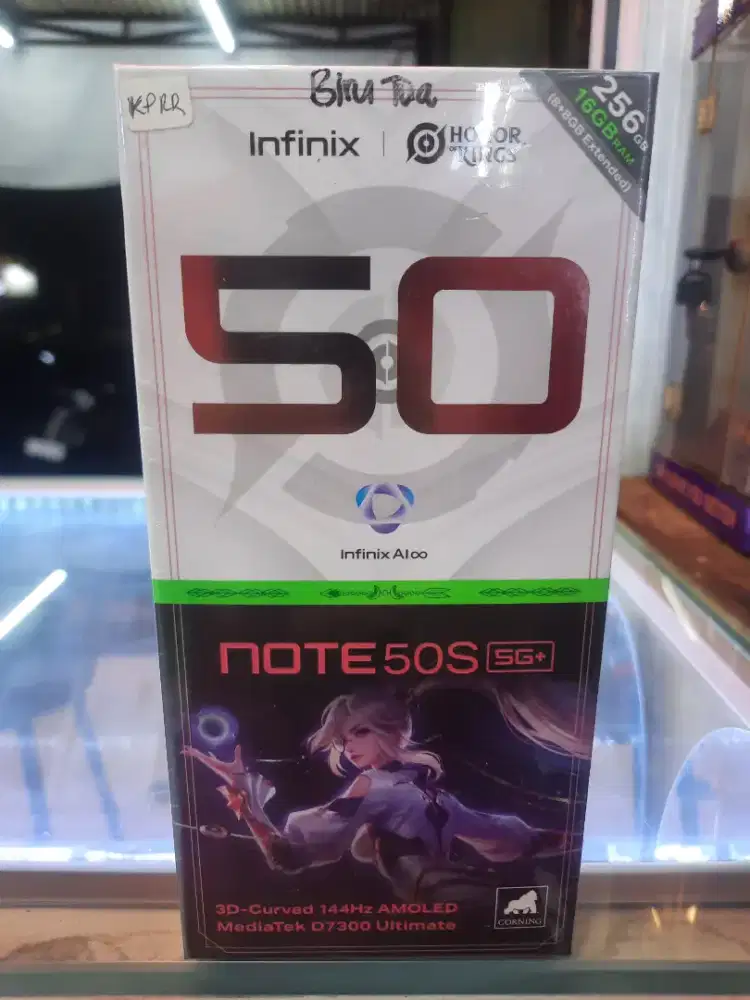 Biru Tua
KPRR
256GB
16GB RAM
(8+8GB Extended)
Infinix | HONOR OF KINGS
50
Infinix AI∞
NOTE 50S 5G+
3D-Curved 144Hz AMOLED
MediaTek D7300 Ultimate
CORNING